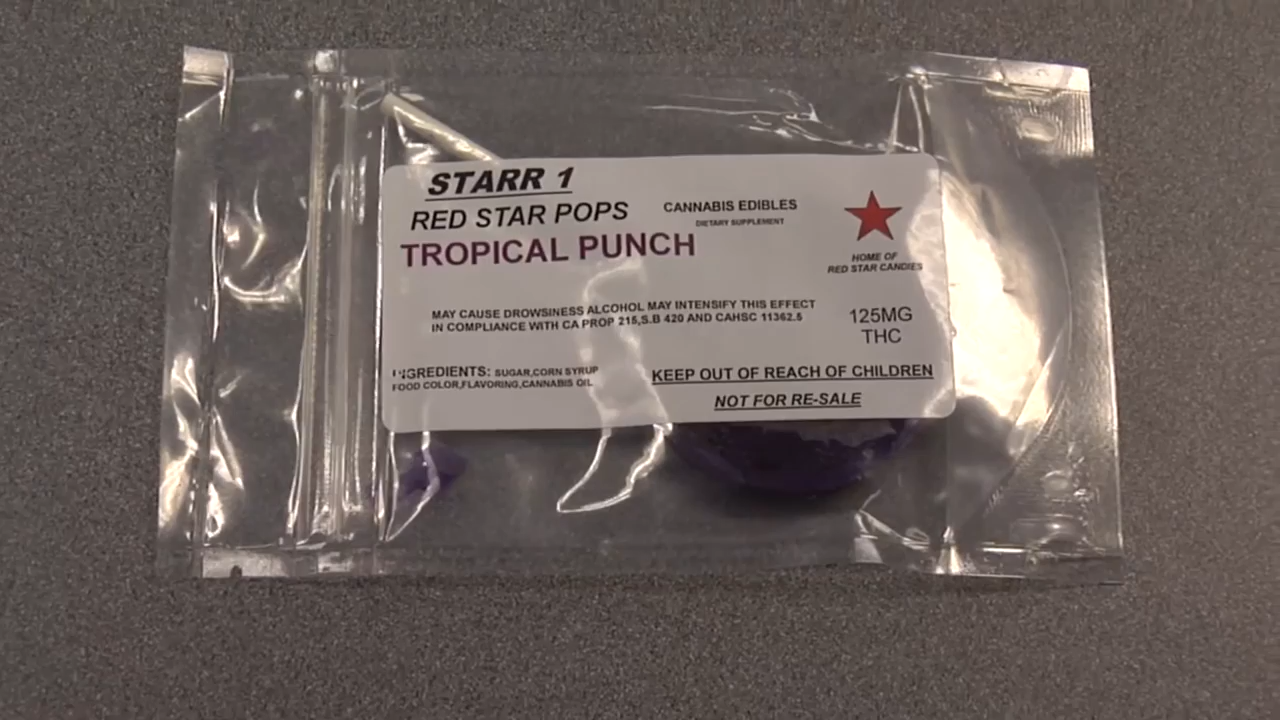 STARR 1
RED STAR POPS
TROPICAL PUNCH
CANNABIS EDIBLES
DIETARY SUPPLEMENT
HOME OF
RED STAR CANDIES
MAY CAUSE DROWSINESS ALCOHOL MAY INTENSIFY THIS EFFECT
IN COMPLIANCE WITH CA PROP 215,S.B 420 AND CAHSC 11362.5
125MG
THC
INGREDIENTS: SUGAR,CORN SYRUP
FOOD COLOR,FLAVORING,CANNABIS OIL
KEEP OUT OF REACH OF CHILDREN
NOT FOR RE-SALE